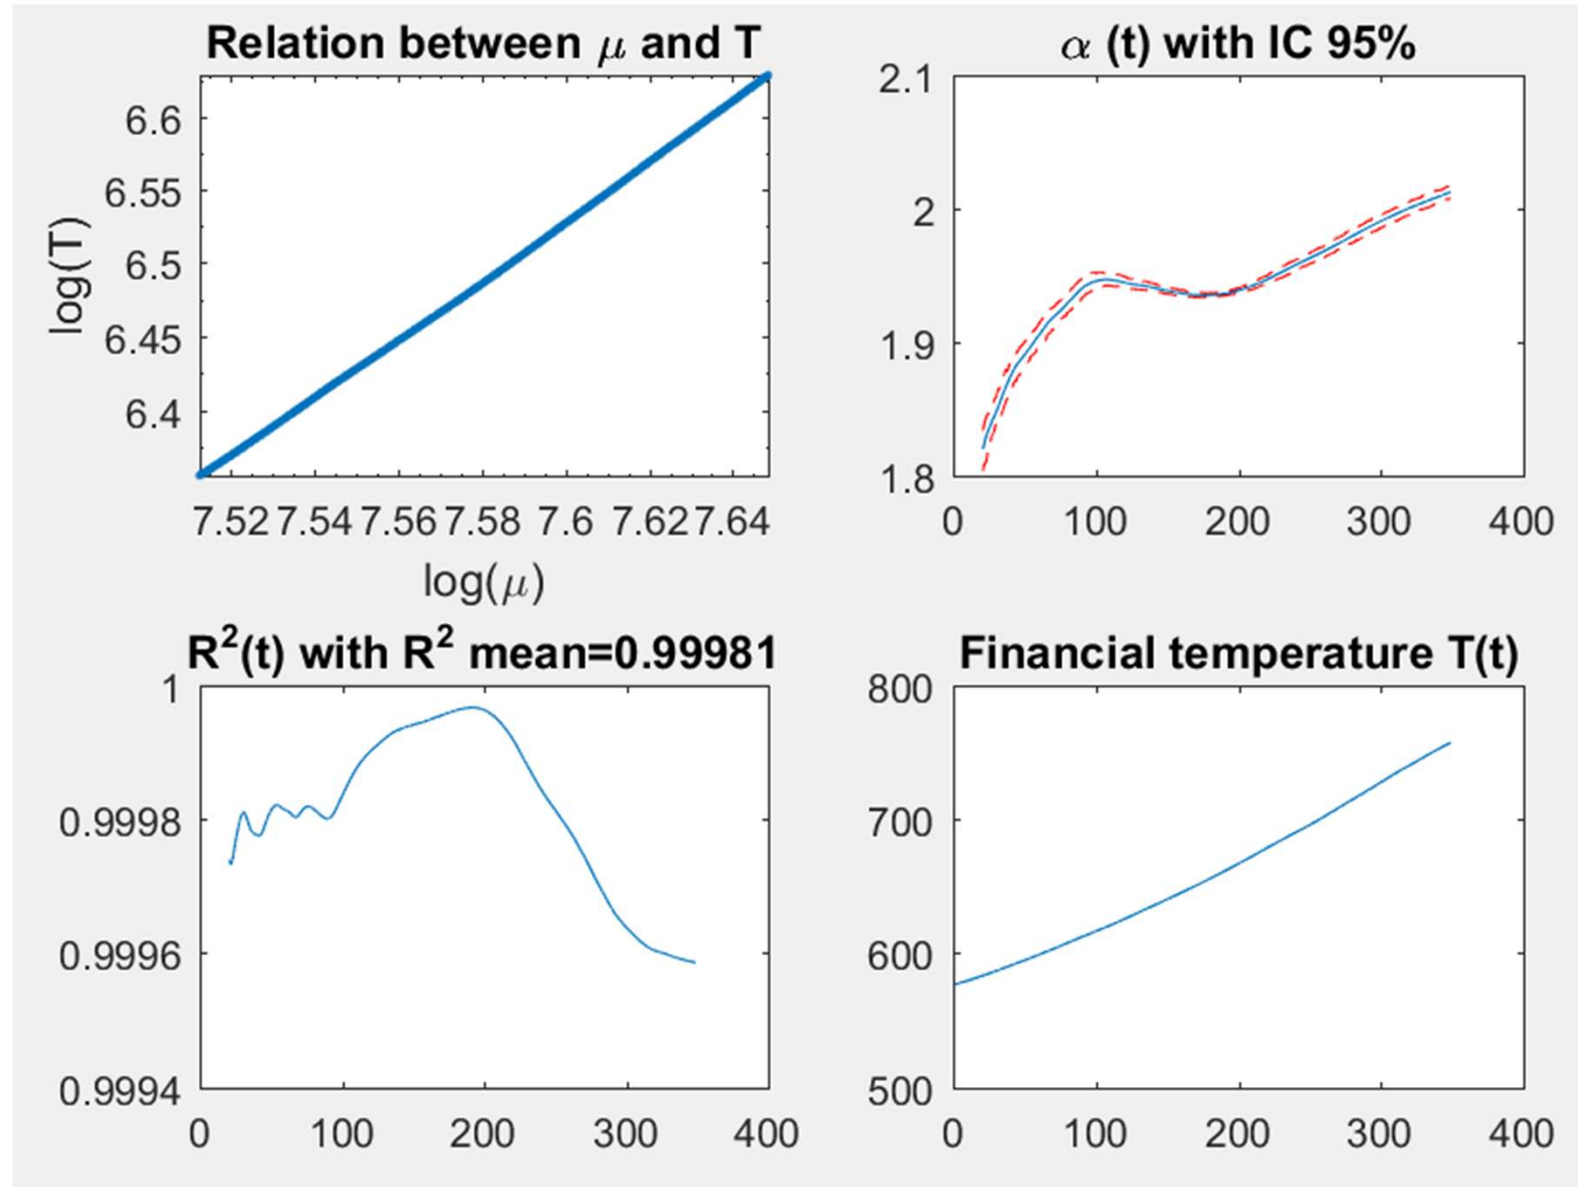 Relation between μ and T
6.6
6.55
6.5
6.45
6.4
log(T)
7.52 7.54 7.56 7.58 7.6 7.62 7.64
log(μ)
α (t) with IC 95%
2.1
2
1.9
1.8
0 100 200 300 400
R²(t) with R² mean=0.99981
1
0.9998
0.9996
0.9994
0 100 200 300 400
Financial temperature T(t)
800
700
600
500
0 100 200 300 400